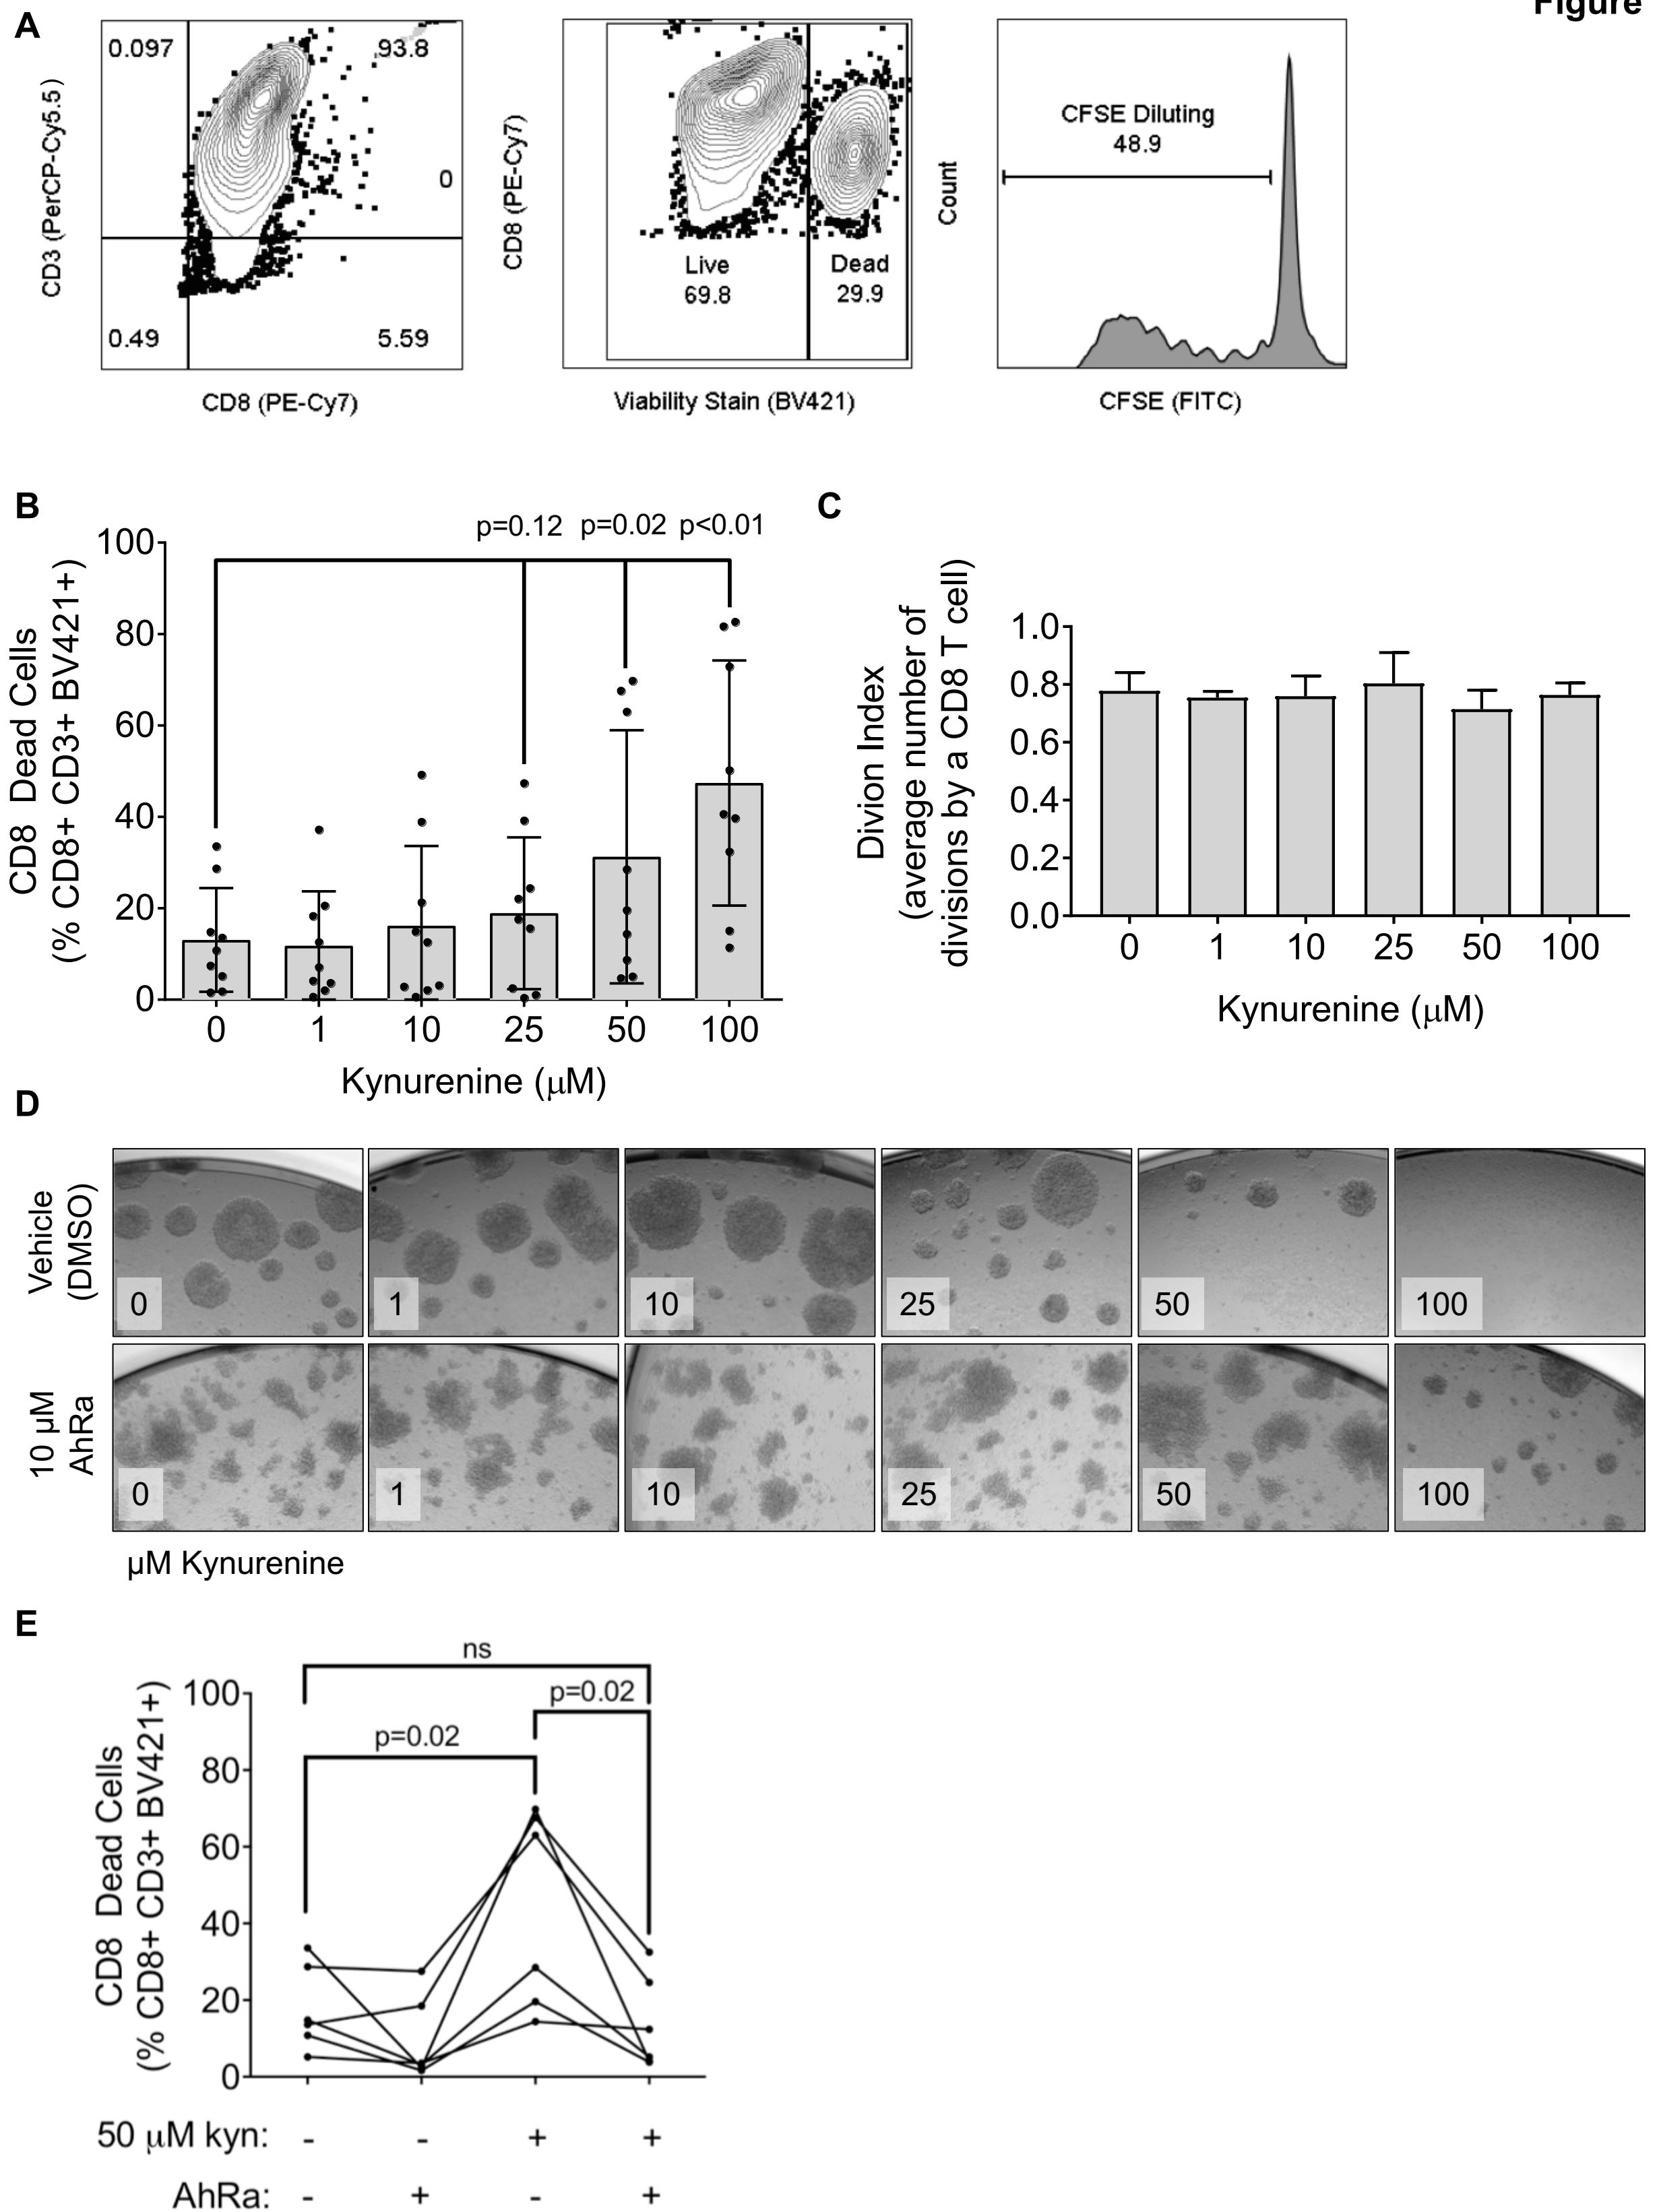 Figure
A
0.097
93.8
0
0.49
5.59
CD3 (PerCP-Cy5.5)
CD8 (PE-Cy7)
CD8 (PE-Cy7)
Live
69.8
Dead
29.9
Viability Stain (BV421)
Count
CFSE Diluting
48.9
CFSE (FITC)
B
p=0.12 p=0.02 p<0.01
CD8 Dead Cells
(% CD8+ CD3+ BV421+)
100
80
60
40
20
0
0 1 10 25 50 100
Kynurenine (μM)
C
Divion Index
(average number of
divisions by a CD8 T cell)
1.0
0.8
0.6
0.4
0.2
0.0
0 1 10 25 50 100
Kynurenine (μM)
D
Vehicle
(DMSO)
0 1 10 25 50 100
10 μM
AhRa
0 1 10 25 50 100
μM Kynurenine
E
ns
p=0.02
p=0.02
CD8 Dead Cells
(% CD8+ CD3+ BV421+)
100
80
60
40
20
0
50 μM kyn: - - + +
AhRa: - + - +